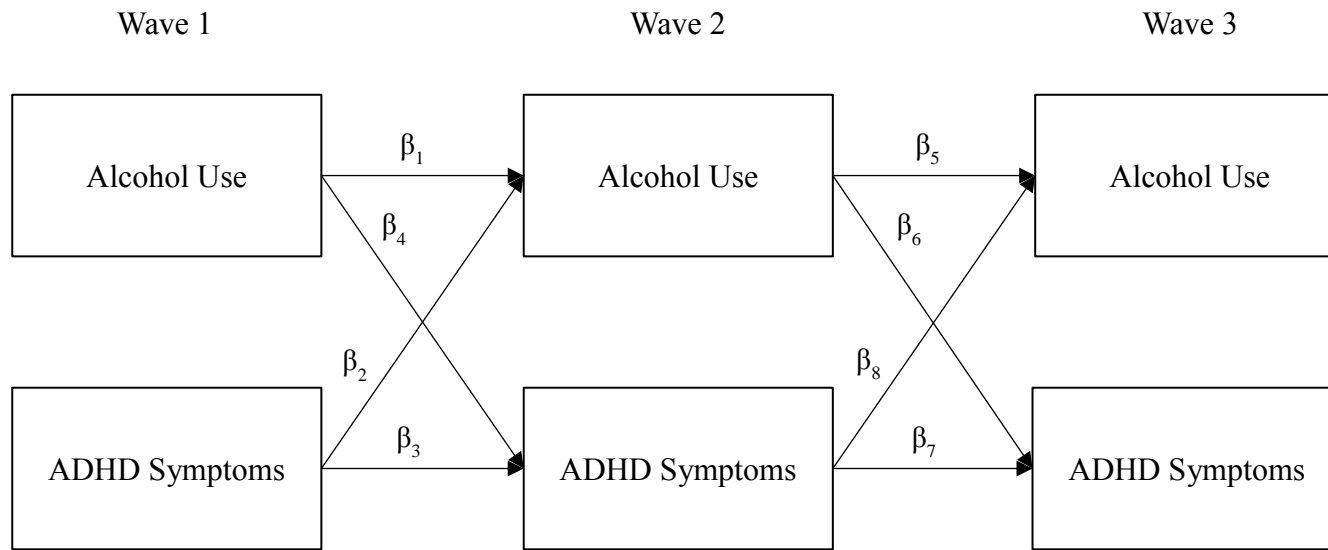 Wave 1
Wave 2
Wave 3
Alcohol Use
β₁
Alcohol Use
β₅
Alcohol Use
β₄
β₆
β₂
β₈
ADHD Symptoms
β₃
ADHD Symptoms
β₇
ADHD Symptoms